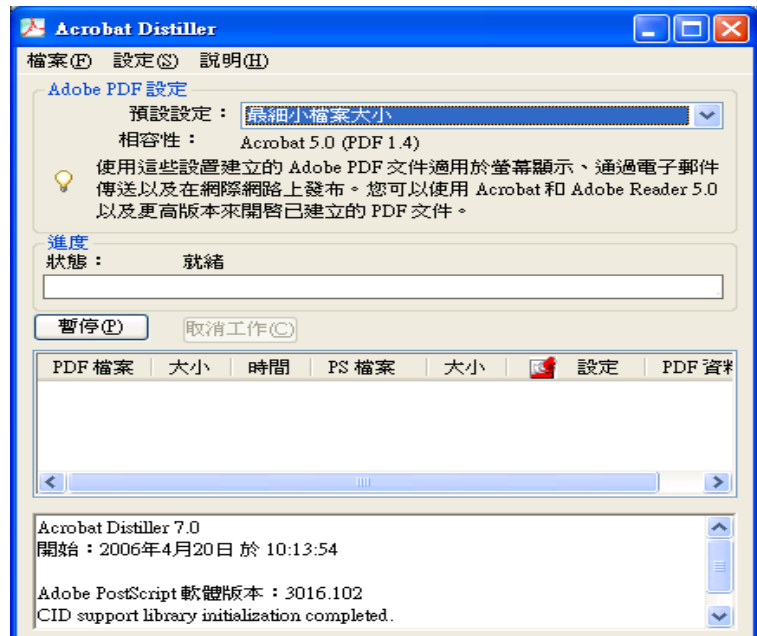 Acrobat Distiller
檔案(F) 設定(S) 說明(H)
Adobe PDF 設定
預設設定： 最細小檔案大小
相容性： Acrobat 5.0 (PDF 1.4)
使用這些設置建立的 Adobe PDF 文件適用於螢幕顯示、通過電子郵件
傳送以及在網際網路上發布。您可以使用 Acrobat 和 Adobe Reader 5.0
以及更高版本來開啓已建立的 PDF 文件。
進度
狀態： 就緒
暫停(P) 取消工作(C)
PDF 檔案 大小 時間 PS 檔案 大小 設定 PDF 資料
Acrobat Distiller 7.0
開始：2006年4月20日 於 10:13:54
Adobe PostScript 軟體版本：3016.102
CID support library initialization completed.